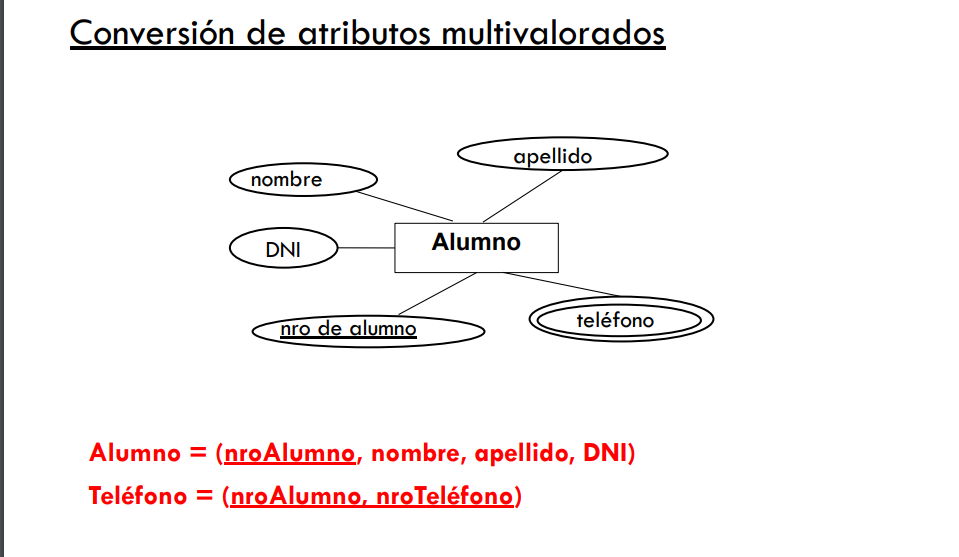 Conversión de atributos multivalorados
apellido
nombre
Alumno
DNI
teléfono
nro de alumno
Alumno = (nroAlumno, nombre, apellido, DNI)
Teléfono = (nroAlumno, nroTeléfono)